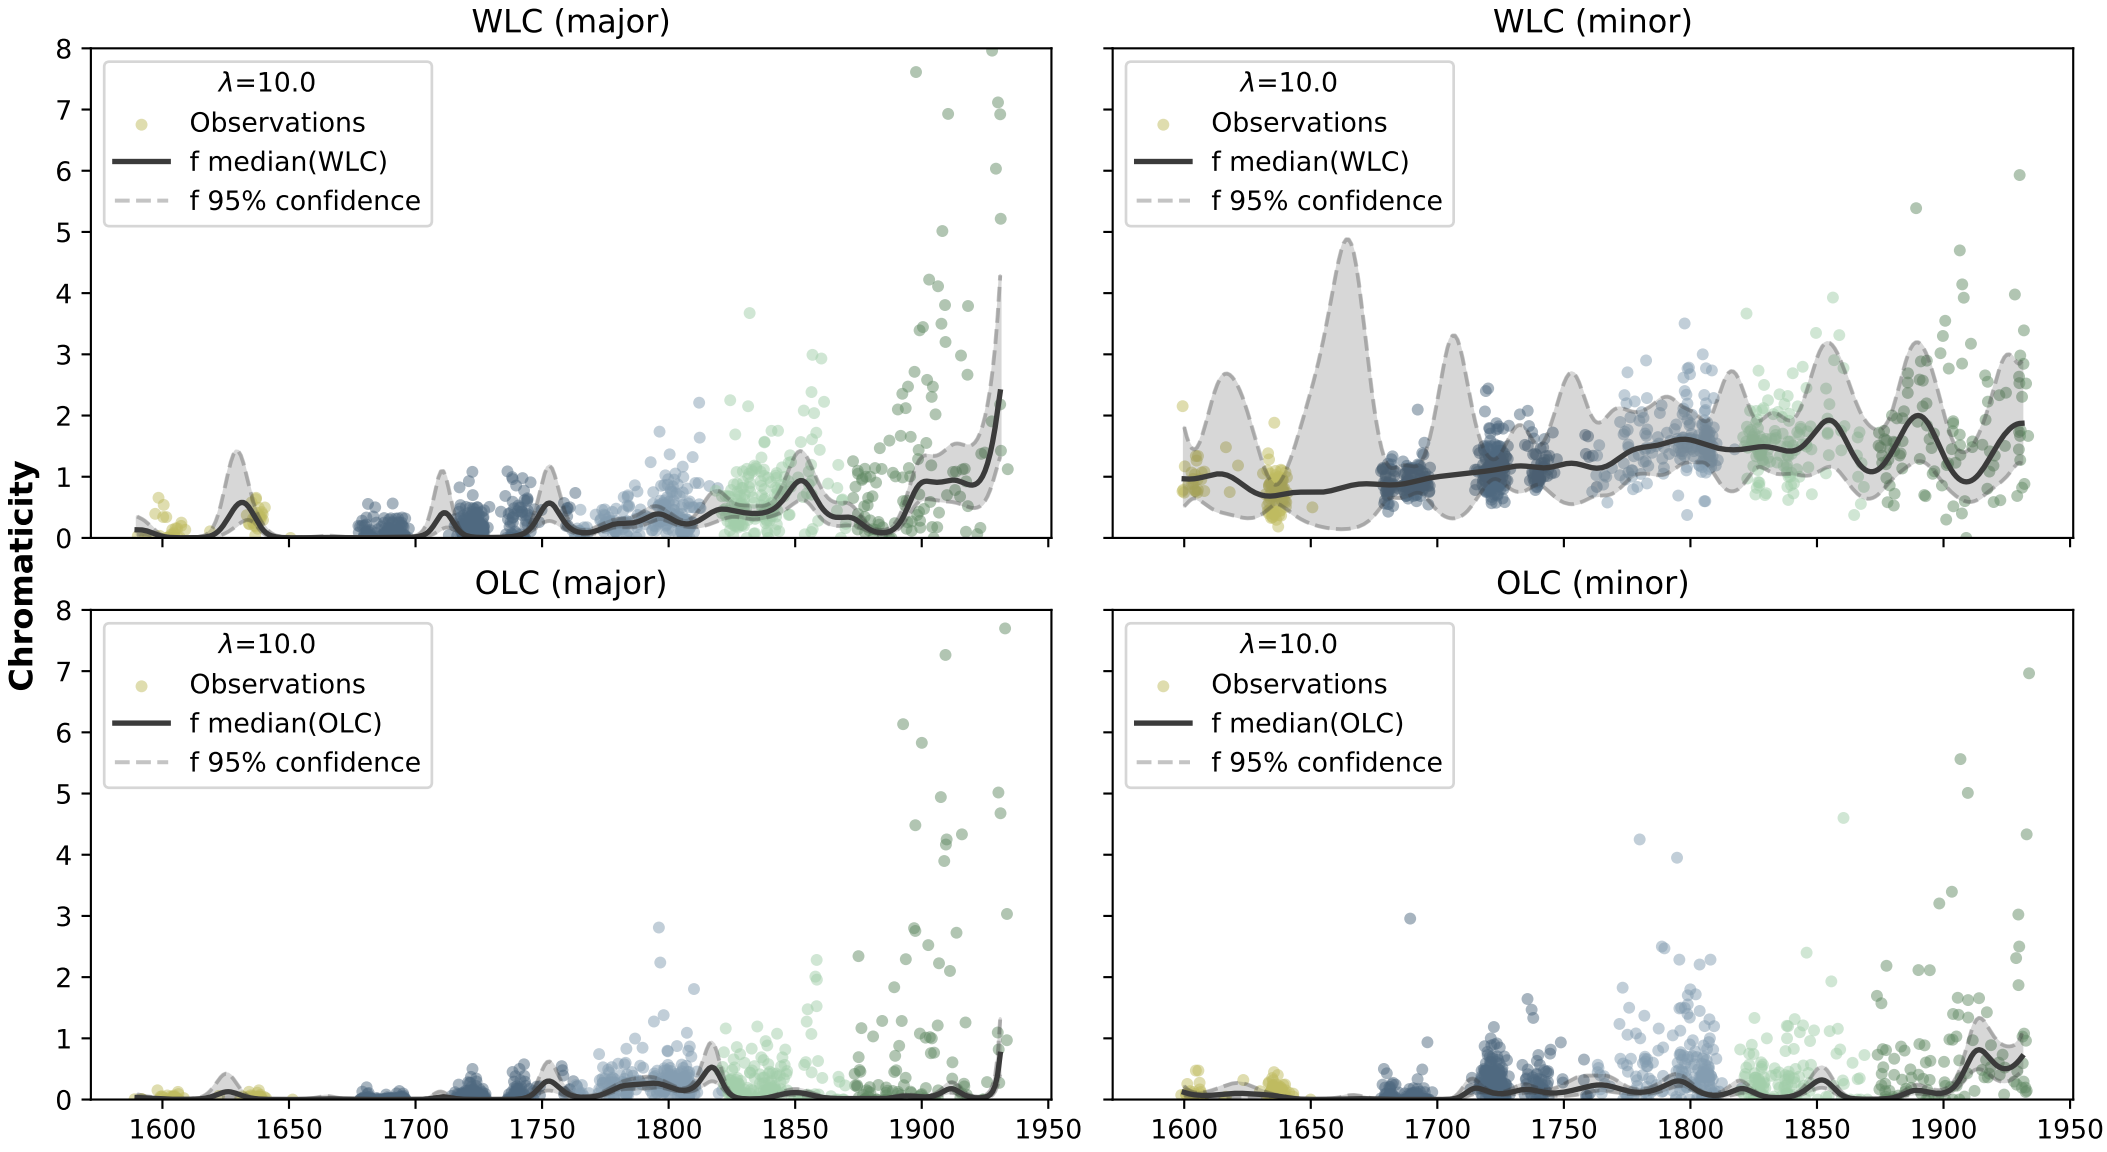 WLC (major)
WLC (minor)
8
7
6
5
4
3
2
1
0
λ=10.0
Observations
f median(WLC)
f 95% confidence
λ=10.0
Observations
f median(WLC)
f 95% confidence
Chromaticity
OLC (major)
OLC (minor)
8
7
6
5
4
3
2
1
0
λ=10.0
Observations
f median(OLC)
f 95% confidence
λ=10.0
Observations
f median(OLC)
f 95% confidence
1600 1650 1700 1750 1800 1850 1900 1950
1600 1650 1700 1750 1800 1850 1900 1950